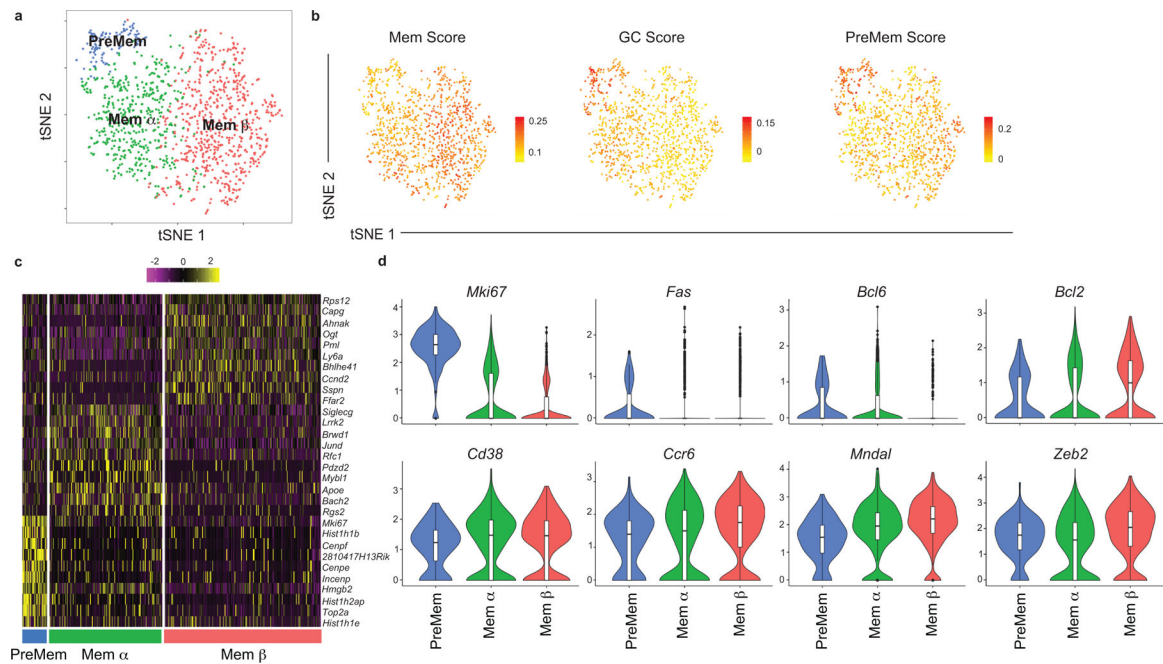 a
PreMem
Mem α
Mem β
tSNE 2
tSNE 1
b
Mem Score
GC Score
PreMem Score
0.25
0.1
0.15
0
0.2
0
tSNE 2
tSNE 1
c
-2 0 2
Rps12
Capg
Ahnak
Ogt
Pml
Ly6a
Bhlhe41
Ccnd2
Sspn
Ffar2
Siglecg
Lrrk2
Brwd1
Jund
Rfc1
Pdzd2
Mybl1
Apoe
Bach2
Rgs2
Mki67
Hist1h1b
Cenpf
2810417H13Rik
Cenpe
Incenp
Hmgb2
Hist1h2ap
Top2a
Hist1h1e
PreMem Mem α Mem β
d
Mki67
4
3
2
1
0
Fas
2
1
0
Bcl6
3
2
1
0
Bcl2
3
2
1
0
Cd38
3
2
1
0
Ccr6
3
2
1
0
Mndal
4
3
2
1
0
Zeb2
4
3
2
1
0
PreMem
Mem α
Mem β
PreMem
Mem α
Mem β
PreMem
Mem α
Mem β
PreMem
Mem α
Mem β